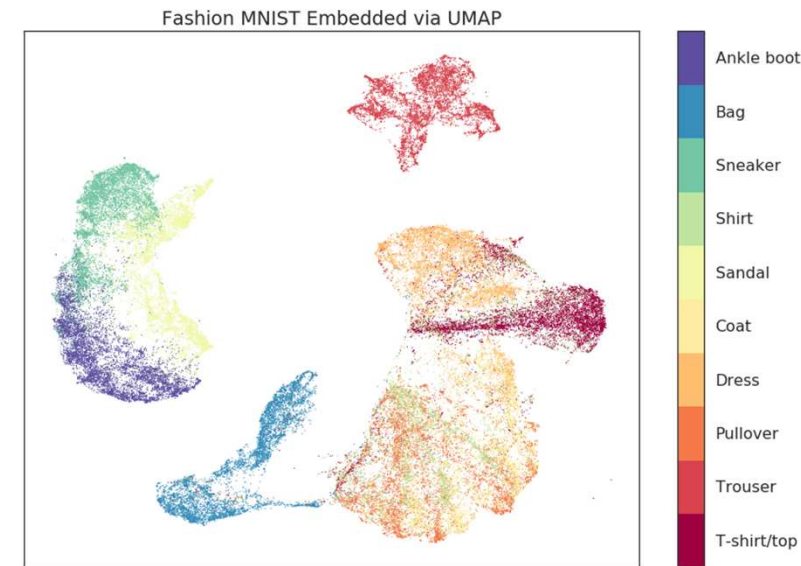 Fashion MNIST Embedded via UMAP
Ankle boot
Bag
Sneaker
Shirt
Sandal
Coat
Dress
Pullover
Trouser
T-shirt/top